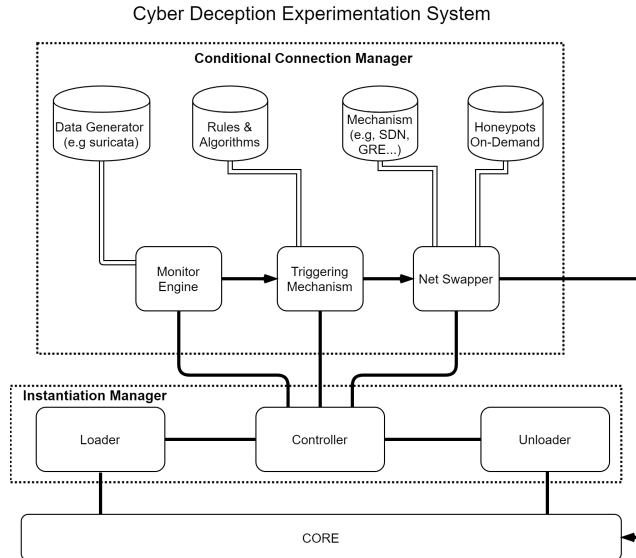 Cyber Deception Experimentation System
Conditional Connection Manager
Data Generator
(e.g suricata)
Rules &
Algorithms
Mechanism
(e.g, SDN,
GRE...)
Honeypots
On-Demand
Monitor
Engine
Triggering
Mechanism
Net Swapper
Instantiation Manager
Loader
Controller
Unloader
CORE